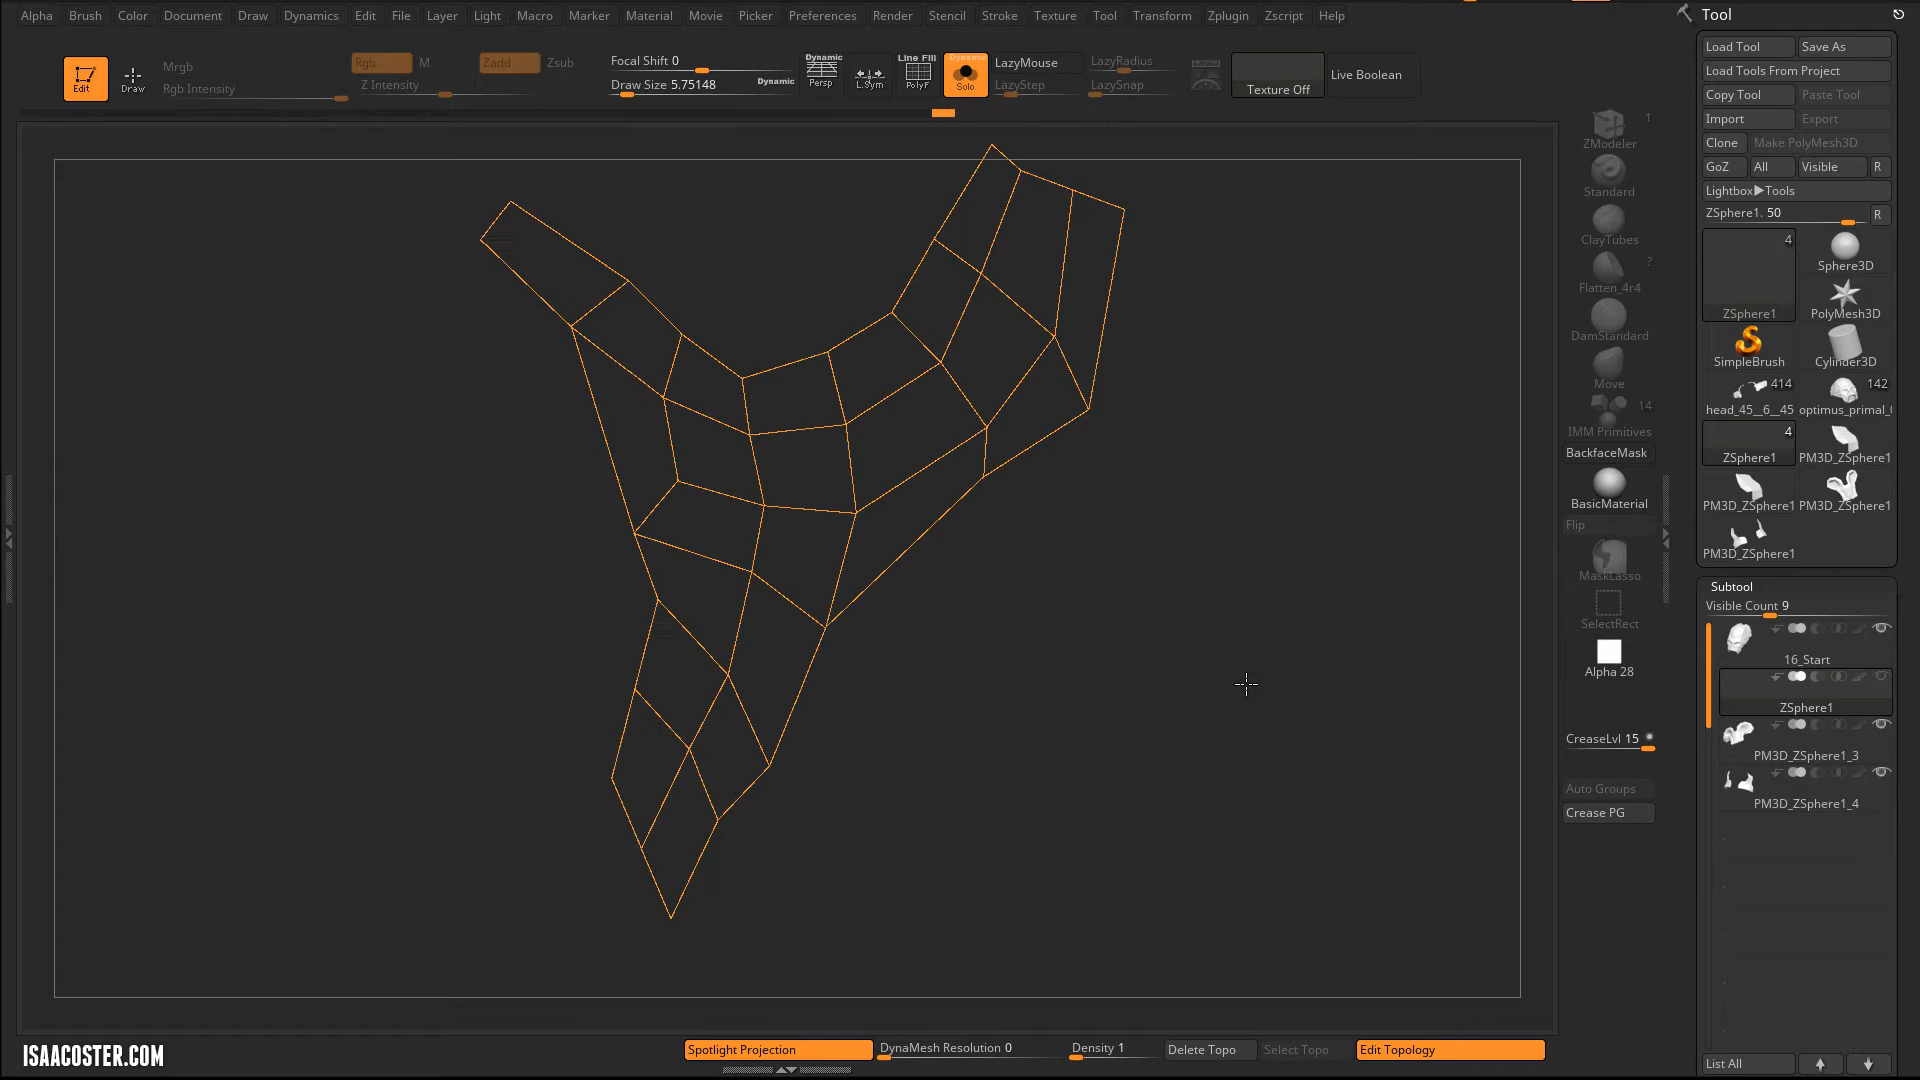 Alpha Brush Color Document Draw Dynamics Edit File Layer Light Macro Marker Material Movie Picker Preferences Render Stencil Stroke Texture Tool Transform Zplugin Zscript Help
Edit
Draw
Mrgb
Rgb Intensity
Rgb M
Z Intensity
Zadd Zsub
Focal Shift 0
Draw Size 5.75148 Dynamic
Dynamic
Persp
L.Sym
Line Fill
PolyF
Dynamic
Solo
LazyMouse
LazyStep
LazyRadius
LazySnap
Texture Off
Live Boolean
1
ZModeler
Standard
ClayTubes
?
Flatten_4r4
DamStandard
Move
14
IMM Primitives
BackfaceMask
BasicMaterial
Flip
MaskLasso
SelectRect
Alpha 28
CreaseLvl 15
Auto Groups
Crease PG
Tool
Load Tool Save As
Load Tools From Project
Copy Tool Paste Tool
Import Export
Clone Make PolyMesh3D
GoZ All Visible R
Lightbox▶Tools
ZSphere1. 50 R
4
ZSphere1
Sphere3D
PolyMesh3D
SimpleBrush Cylinder3D
414 142
head_45__6__45 optimus_primal_
4
ZSphere1 PM3D_ZSphere1
PM3D_ZSphere1 PM3D_ZSphere1
PM3D_ZSphere1
Subtool
Visible Count 9
16_Start
ZSphere1
PM3D_ZSphere1_3
PM3D_ZSphere1_4
List All
ISAACOSTER.COM
Spotlight Projection DynaMesh Resolution 0 Density 1 Delete Topo Select Topo Edit Topology